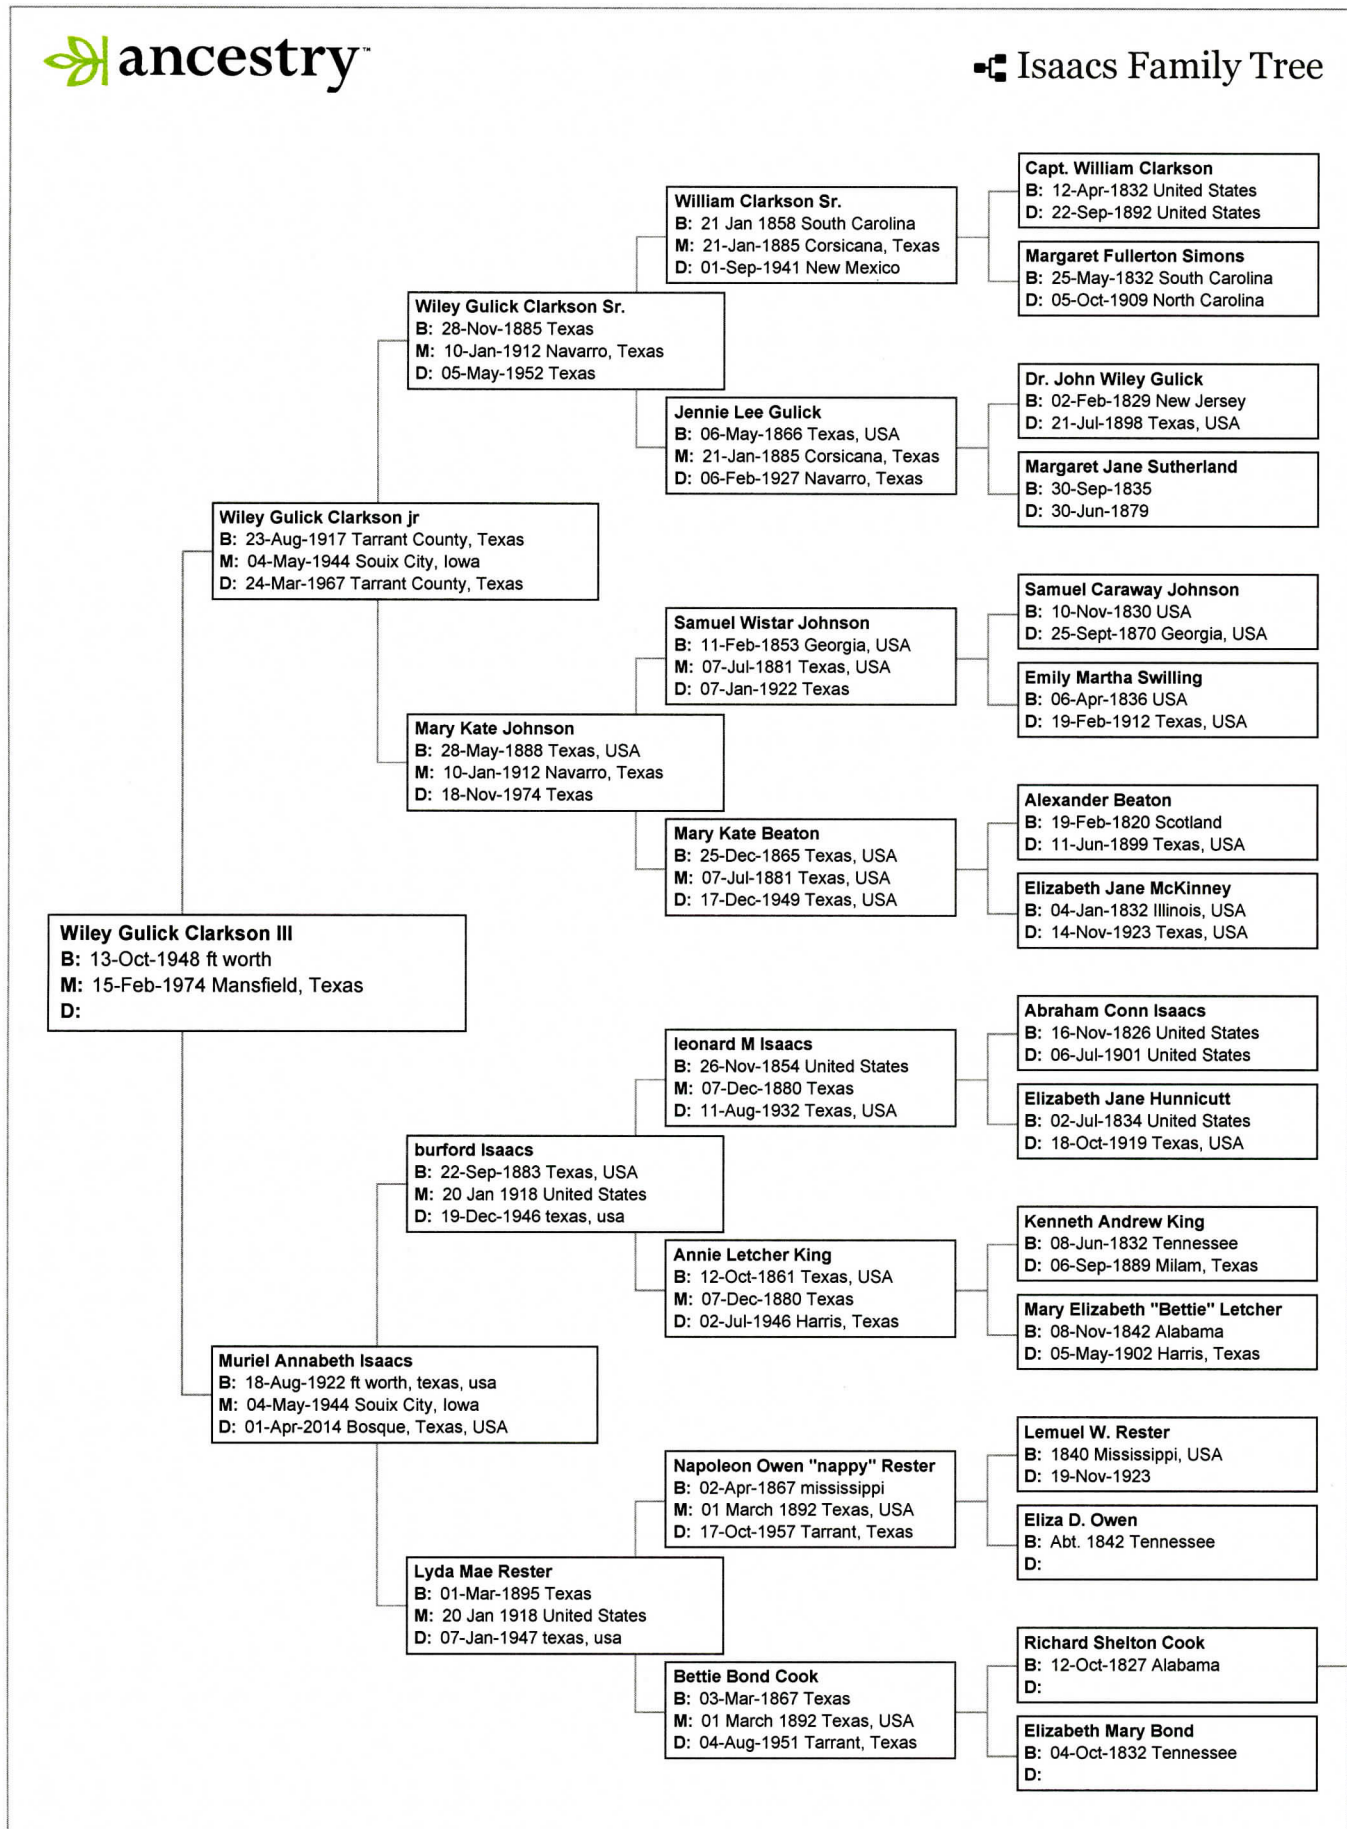 ancestry™
Isaacs Family Tree
Capt. William Clarkson
B: 12-Apr-1832 United States
D: 22-Sep-1892 United States
William Clarkson Sr.
B: 21 Jan 1858 South Carolina
M: 21-Jan-1885 Corsicana, Texas
D: 01-Sep-1941 New Mexico
Margaret Fullerton Simons
B: 25-May-1832 South Carolina
D: 05-Oct-1909 North Carolina
Wiley Gulick Clarkson Sr.
B: 28-Nov-1885 Texas
M: 10-Jan-1912 Navarro, Texas
D: 05-May-1952 Texas
Dr. John Wiley Gulick
B: 02-Feb-1829 New Jersey
D: 21-Jul-1898 Texas, USA
Jennie Lee Gulick
B: 06-May-1866 Texas, USA
M: 21-Jan-1885 Corsicana, Texas
D: 06-Feb-1927 Navarro, Texas
Margaret Jane Sutherland
B: 30-Sep-1835
D: 30-Jun-1879
Wiley Gulick Clarkson jr
B: 23-Aug-1917 Tarrant County, Texas
M: 04-May-1944 Souix City, Iowa
D: 24-Mar-1967 Tarrant County, Texas
Samuel Caraway Johnson
B: 10-Nov-1830 USA
D: 25-Sept-1870 Georgia, USA
Samuel Wistar Johnson
B: 11-Feb-1853 Georgia, USA
M: 07-Jul-1881 Texas, USA
D: 07-Jan-1922 Texas
Emily Martha Swilling
B: 06-Apr-1836 USA
D: 19-Feb-1912 Texas, USA
Mary Kate Johnson
B: 28-May-1888 Texas, USA
M: 10-Jan-1912 Navarro, Texas
D: 18-Nov-1974 Texas
Alexander Beaton
B: 19-Feb-1820 Scotland
D: 11-Jun-1899 Texas, USA
Mary Kate Beaton
B: 25-Dec-1865 Texas, USA
M: 07-Jul-1881 Texas, USA
D: 17-Dec-1949 Texas, USA
Elizabeth Jane McKinney
B: 04-Jan-1832 Illinois, USA
D: 14-Nov-1923 Texas, USA
Wiley Gulick Clarkson III
B: 13-Oct-1948 ft worth
M: 15-Feb-1974 Mansfield, Texas
D:
Abraham Conn Isaacs
B: 16-Nov-1826 United States
D: 06-Jul-1901 United States
leonard M Isaacs
B: 26-Nov-1854 United States
M: 07-Dec-1880 Texas
D: 11-Aug-1932 Texas, USA
Elizabeth Jane Hunnicutt
B: 02-Jul-1834 United States
D: 18-Oct-1919 Texas, USA
burford Isaacs
B: 22-Sep-1883 Texas, USA
M: 20 Jan 1918 United States
D: 19-Dec-1946 texas, usa
Kenneth Andrew King
B: 08-Jun-1832 Tennessee
D: 06-Sep-1889 Milam, Texas
Annie Letcher King
B: 12-Oct-1861 Texas, USA
M: 07-Dec-1880 Texas
D: 02-Jul-1946 Harris, Texas
Mary Elizabeth "Bettie" Letcher
B: 08-Nov-1842 Alabama
D: 05-May-1902 Harris, Texas
Muriel Annabeth Isaacs
B: 18-Aug-1922 ft worth, texas, usa
M: 04-May-1944 Souix City, Iowa
D: 01-Apr-2014 Bosque, Texas, USA
Lemuel W. Rester
B: 1840 Mississippi, USA
D: 19-Nov-1923
Napoleon Owen "nappy" Rester
B: 02-Apr-1867 mississippi
M: 01 March 1892 Texas, USA
D: 17-Oct-1957 Tarrant, Texas
Eliza D. Owen
B: Abt. 1842 Tennessee
D:
Lyda Mae Rester
B: 01-Mar-1895 Texas
M: 20 Jan 1918 United States
D: 07-Jan-1947 texas, usa
Richard Shelton Cook
B: 12-Oct-1827 Alabama
D:
Bettie Bond Cook
B: 03-Mar-1867 Texas
M: 01 March 1892 Texas, USA
D: 04-Aug-1951 Tarrant, Texas
Elizabeth Mary Bond
B: 04-Oct-1832 Tennessee
D: